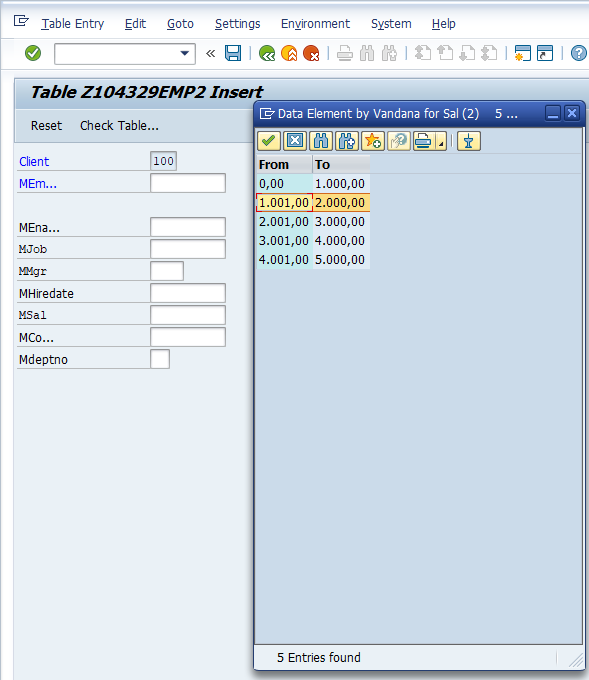 Table Entry Edit Goto Settings Environment System Help
«
Table Z104329EMP2 Insert
Reset Check Table...
Client 100
MEm...
MEna...
MJob
MMgr
MHiredate
MSal
MCo...
Mdeptno
Data Element by Vandana for Sal (2) 5 ...
From To
0,00 1.000,00
1.001,00 2.000,00
2.001,00 3.000,00
3.001,00 4.000,00
4.001,00 5.000,00
5 Entries found